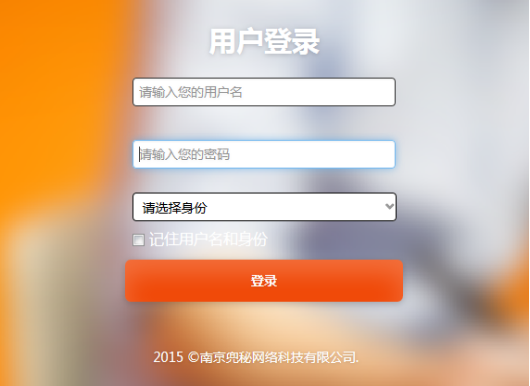 用户登录
请输入您的用户名
请输入您的密码
请选择身份
记住用户名和身份
登录
2015 ©南京兜秘网络科技有限公司.